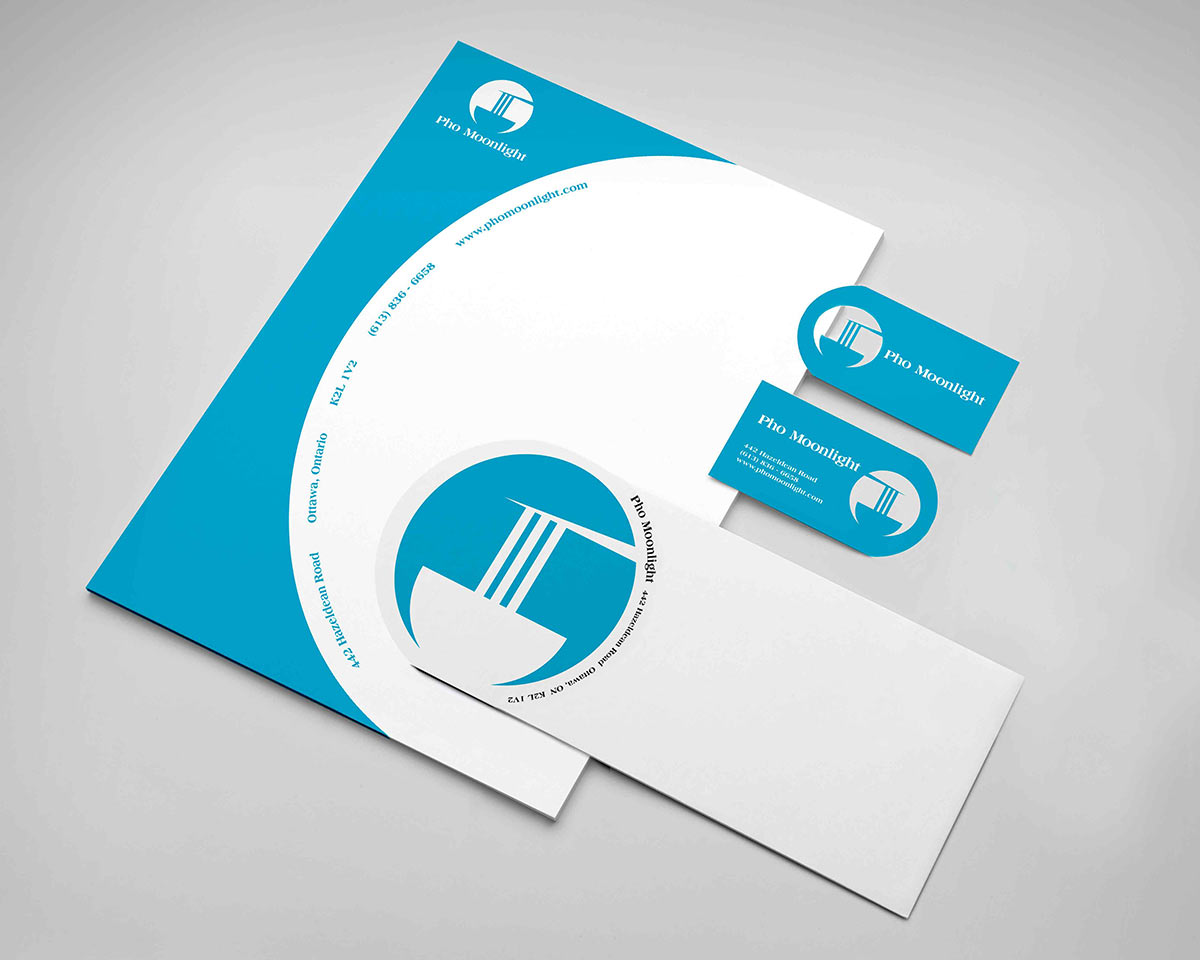 Pho Moonlight
www.phomoonlight.com
(613) 836 - 6658
K2L 1V2
Ottawa, Ontario
442 Hazeldean Road
Pho Moonlight
Pho Moonlight
442 Hazeldean Road
(613) 836 - 6658
www.phomoonlight.com
Pho Moonlight 442 Hazeldean Road Ottawa, ON K2L 1V2